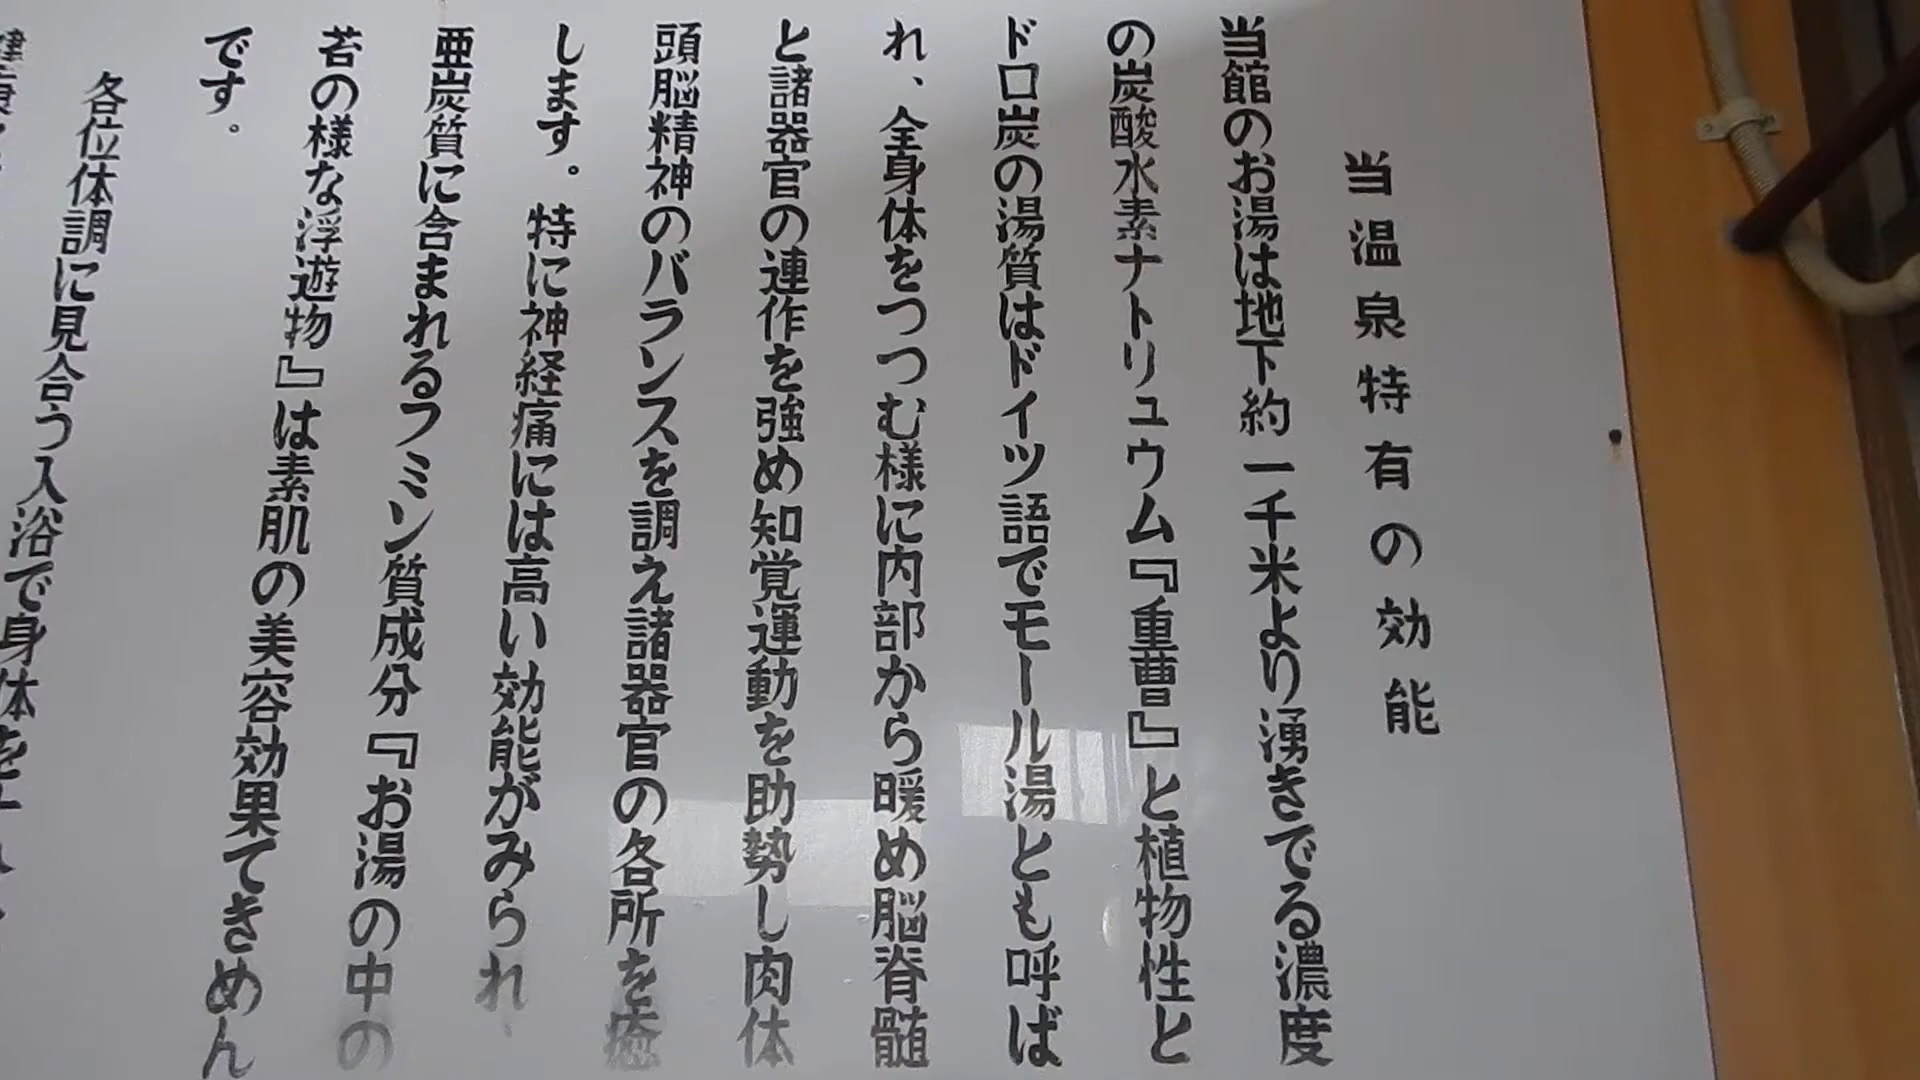 当温泉特有の効能
当館のお湯は地下約一千米より湧きでる濃度
の炭酸水素ナトリュウム『重曹』と植物性と
ドロ炭の湯質はドイツ語でモール湯とも呼ば
れ、全身体をつつむ様に内部から暖め脳脊髄
と諸器官の連作を強め知覚運動を助勢し肉体
頭脳精神のバランスを調え諸器官の各所を癒
します。特に神経痛には高い効能がみられ、
亜炭質に含まれるフミン質成分『お湯の中の
苔の様な浮遊物』は素肌の美容効果てきめん
です。
各位体調に見合う入浴で身体を